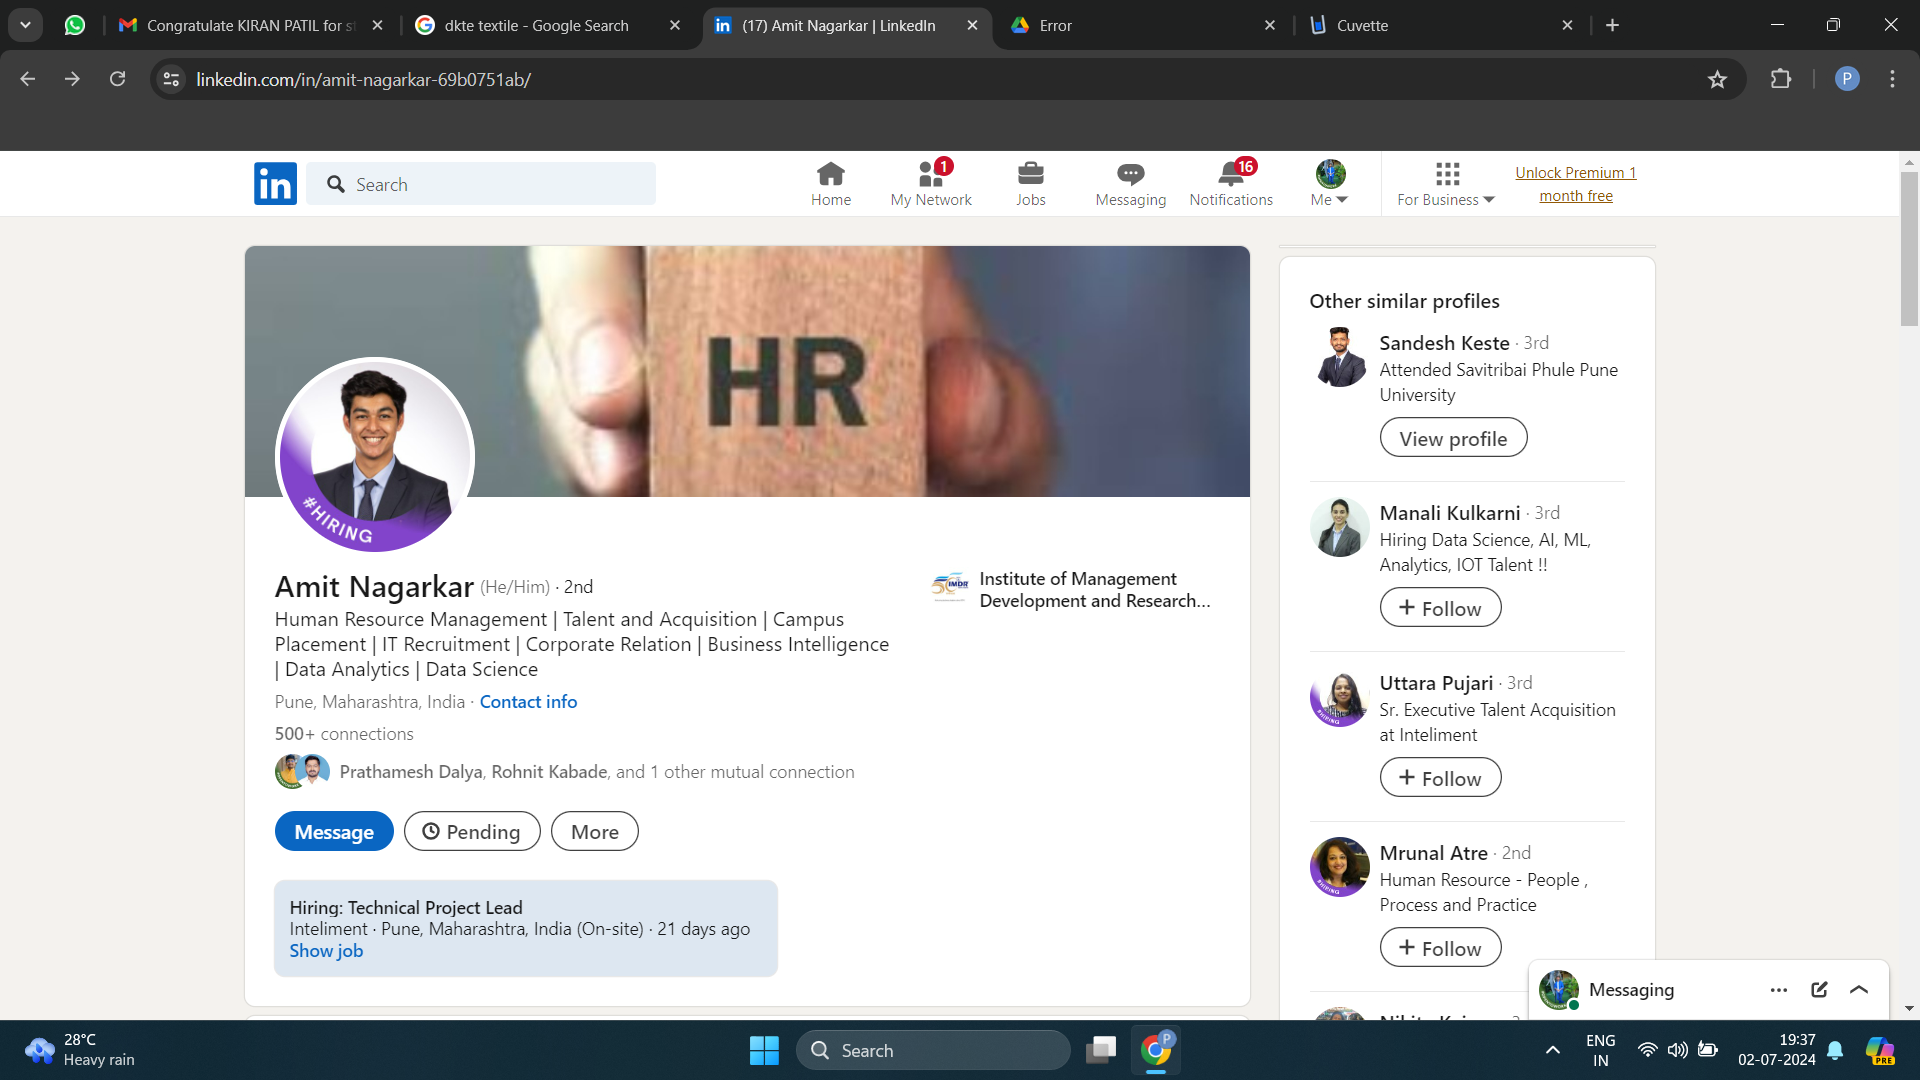 Congratulate KIRAN PATIL for st
dkte textile - Google Search
(17) Amit Nagarkar | LinkedIn
Error
Cuvette
linkedin.com/in/amit-nagarkar-69b0751ab/
P
in
Search
Home
1
My Network
Jobs
Messaging
16
Notifications
Me
For Business
Unlock Premium 1
month free
HR
#HIRING
Amit Nagarkar (He/Him) · 2nd
Human Resource Management | Talent and Acquisition | Campus
Placement | IT Recruitment | Corporate Relation | Business Intelligence
| Data Analytics | Data Science
Pune, Maharashtra, India · Contact info
500+ connections
Prathamesh Dalya, Rohnit Kabade, and 1 other mutual connection
IMDR
Institute of Management
Development and Research...
Message
Pending
More
Hiring: Technical Project Lead
Inteliment · Pune, Maharashtra, India (On-site) · 21 days ago
Show job
Other similar profiles
Sandesh Keste · 3rd
Attended Savitribai Phule Pune
University
View profile
Manali Kulkarni · 3rd
Hiring Data Science, AI, ML,
Analytics, IOT Talent !!
+ Follow
Uttara Pujari · 3rd
#HIRING
Sr. Executive Talent Acquisition
at Inteliment
+ Follow
Mrunal Atre · 2nd
#HIRING
Human Resource - People ,
Process and Practice
+ Follow
Messaging
28°C
Heavy rain
Search
P
ENG
IN
19:37
02-07-2024
PRE